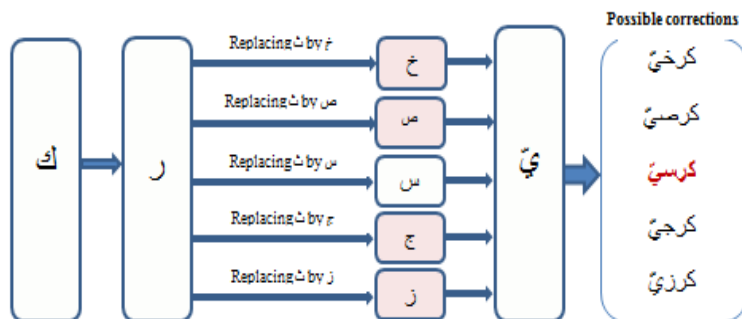 Possible corrections
ك
ر
Replacing ث by خ
خ
Replacing ث by ص
ص
Replacing ث by س
س
Replacing ث by ج
ج
Replacing ث by ز
ز
يّ
كرخيّ
كرصيّ
كرسيّ
كرجيّ
كرزيّ